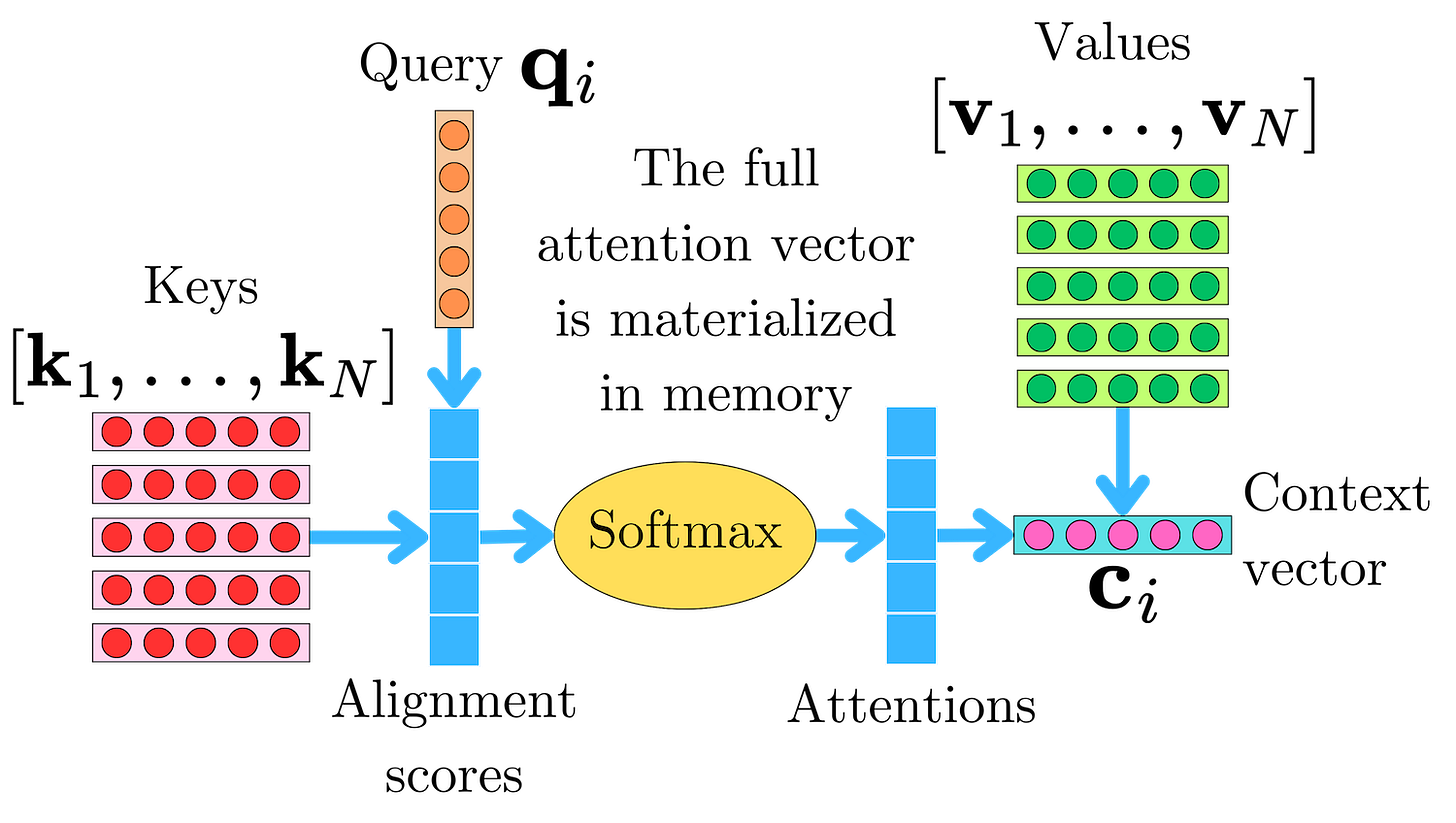 Query qᵢ
Values
[v₁, . . . , v_N]
The full
attention vector
is materialized
in memory
Keys
[k₁, . . . , k_N]
Softmax
Context
vector
cᵢ
Alignment
scores
Attentions